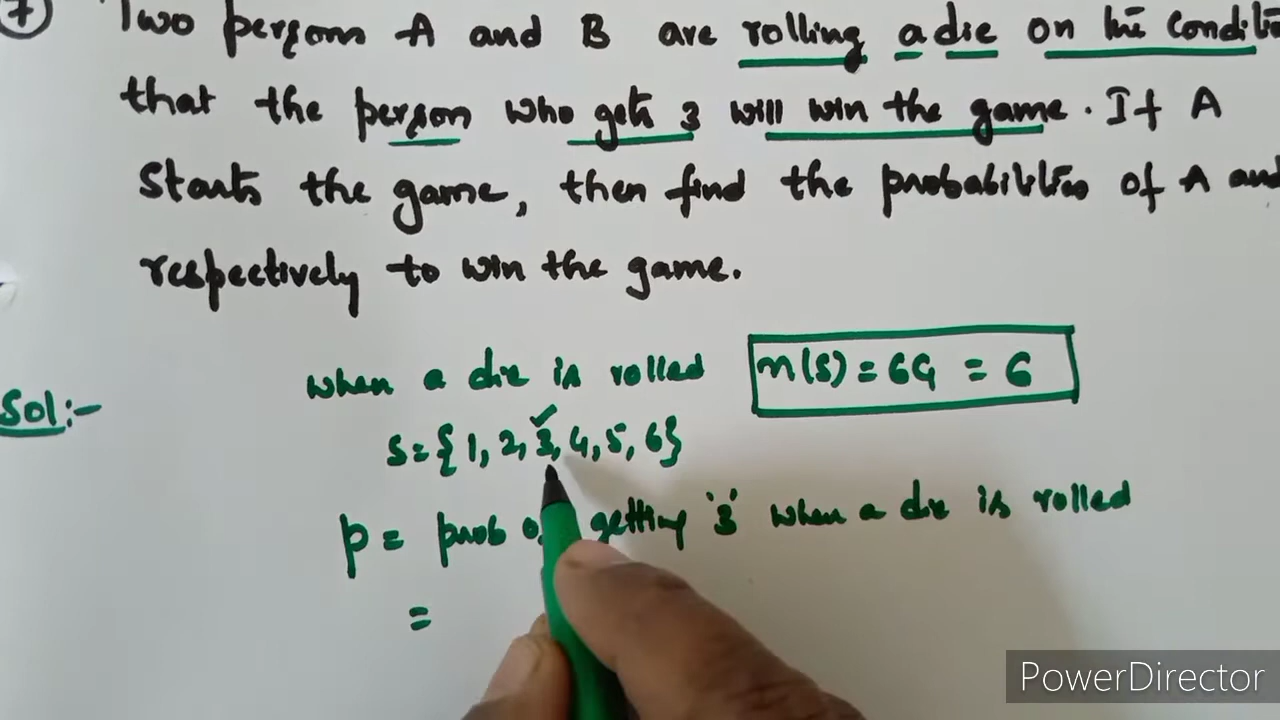 7) Two persons A and B are rolling a die on the conditi
that the person who gets 3 will win the game. If A
Starts the game, then find the probabilities of A and
respectively to win the game.
Sol:-
when a die is rolled n(S) = 6C₁ = 6
S = {1, 2, 3, 4, 5, 6}
p = prob getting '3' when a die is rolled
=
PowerDirector